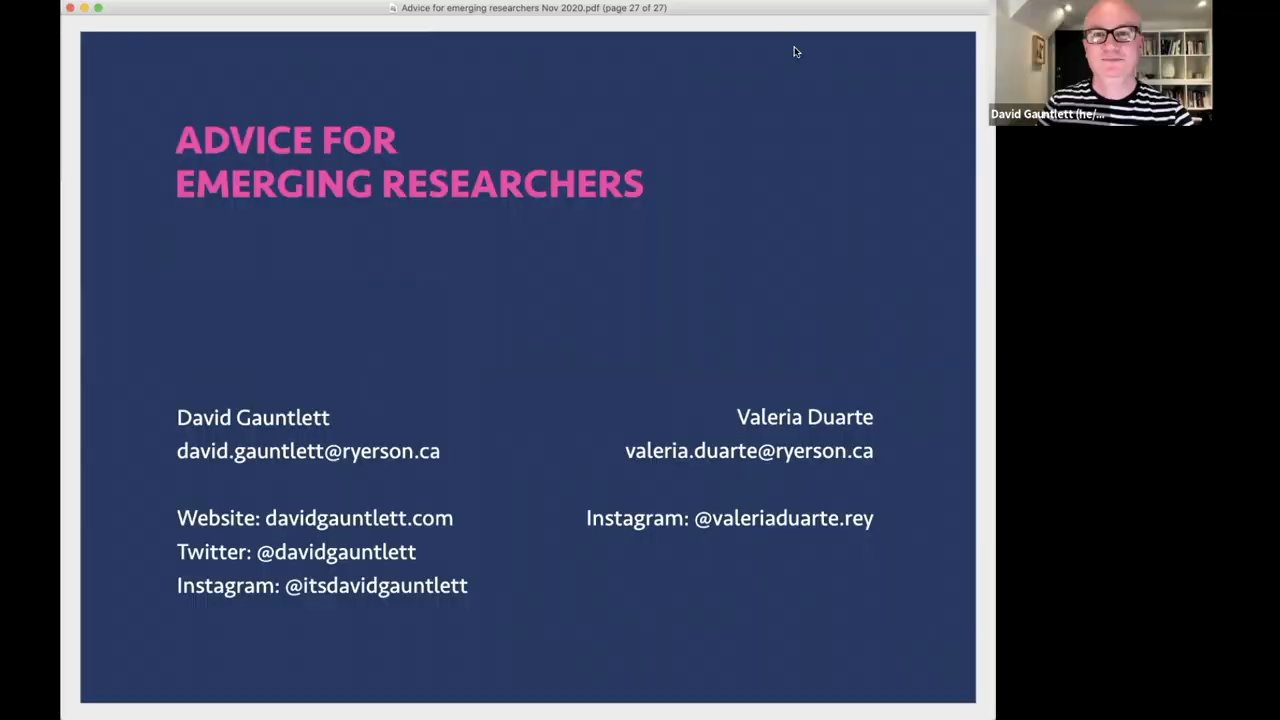 Advice for emerging researchers Nov 2020.pdf (page 27 of 27)
David Gauntlett (he/...
ADVICE FOR
EMERGING RESEARCHERS
David Gauntlett
david.gauntlett@ryerson.ca
Website: davidgauntlett.com
Twitter: @davidgauntlett
Instagram: @itsdavidgauntlett
Valeria Duarte
valeria.duarte@ryerson.ca
Instagram: @valeriaduarte.rey